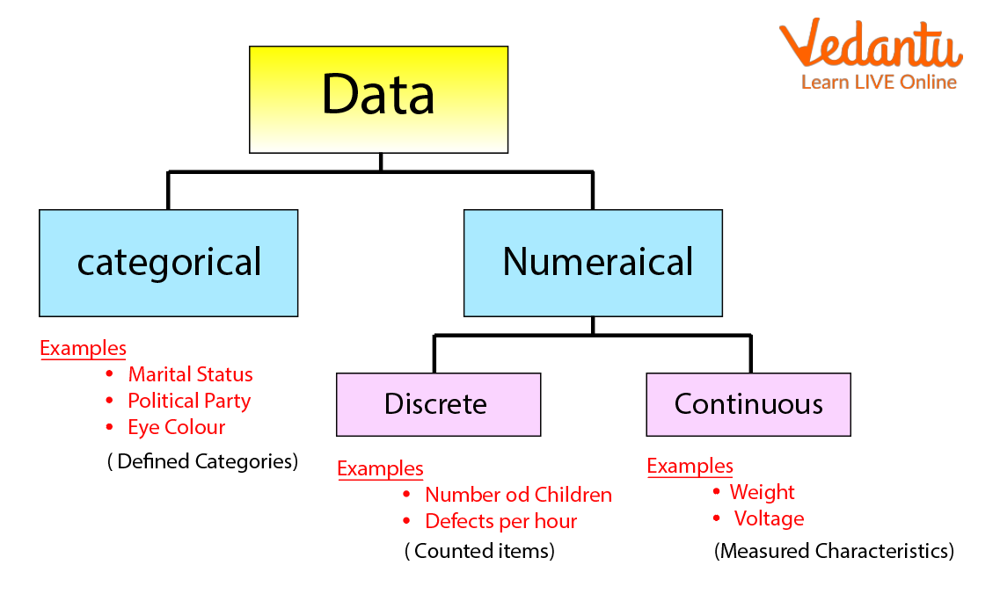 Vedantu
Learn LIVE Online
Data
categorical
Numeraical
Examples
• Marital Status
• Political Party
• Eye Colour
( Defined Categories)
Discrete
Continuous
Examples
• Number od Children
• Defects per hour
( Counted items)
Examples
• Weight
• Voltage
(Measured Characteristics)